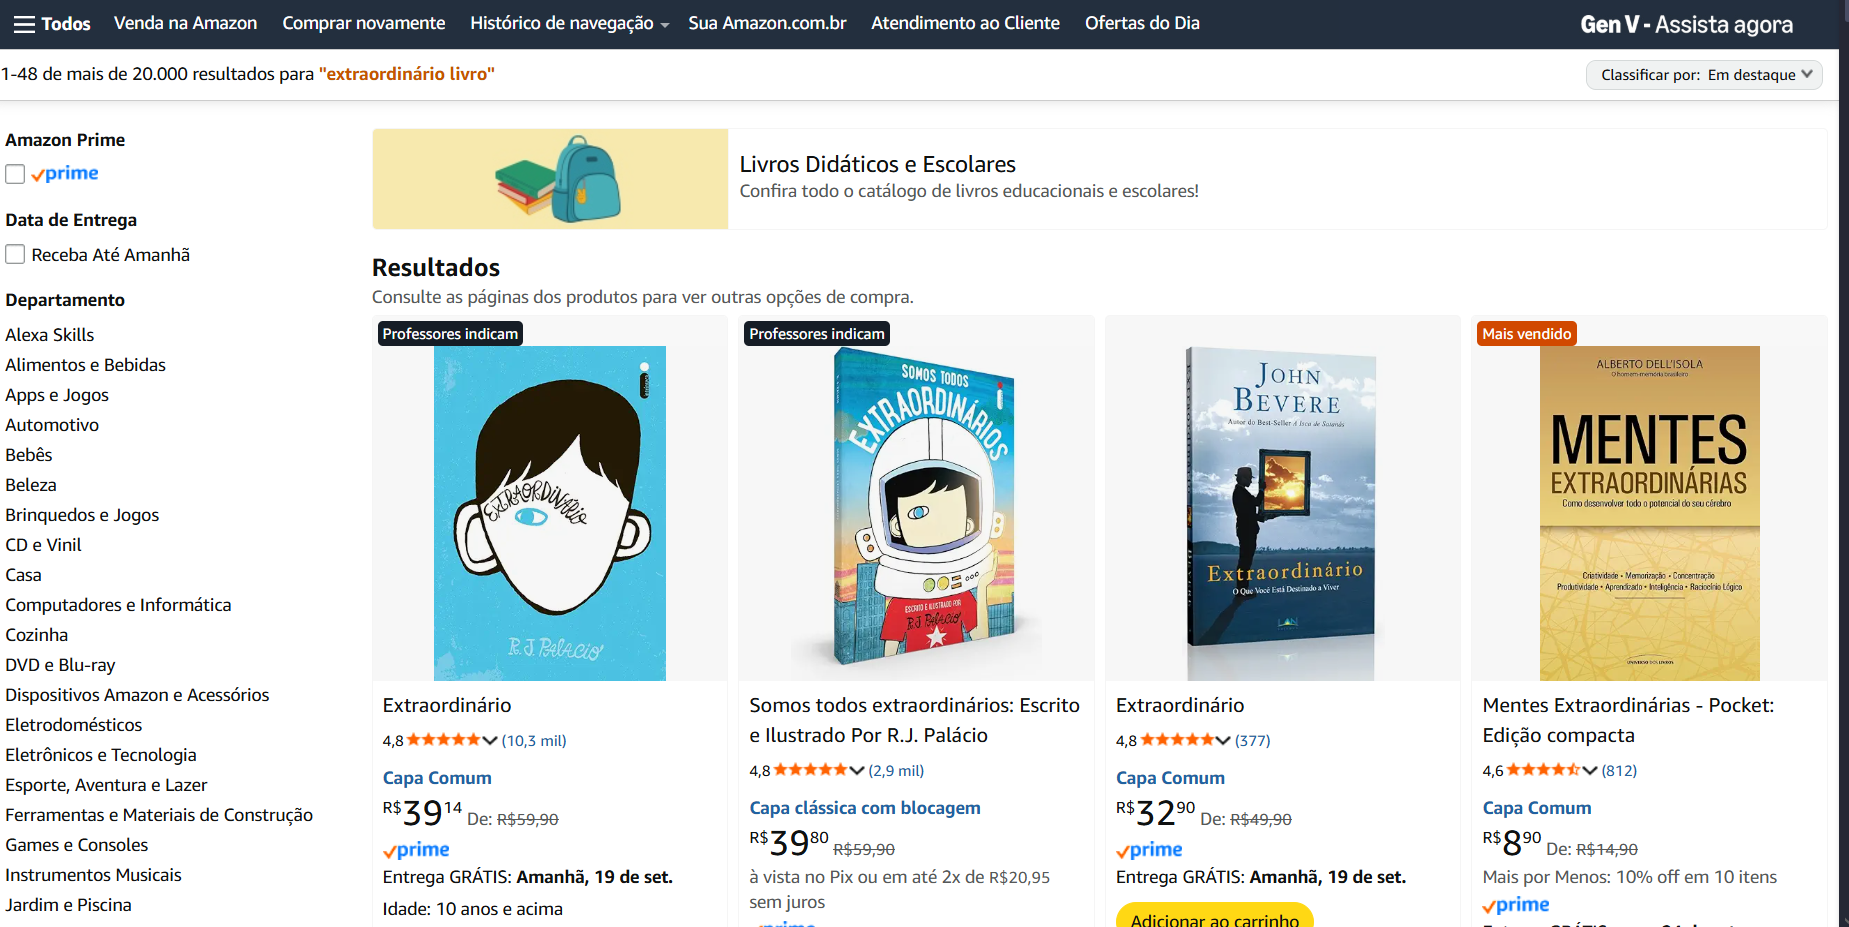 Todos Venda na Amazon Comprar novamente Histórico de navegação Sua Amazon.com.br Atendimento ao Cliente Ofertas do Dia Gen V - Assista agora
1-48 de mais de 20.000 resultados para "extraordinário livro"
Classificar por: Em destaque
Amazon Prime
prime
Data de Entrega
Receba Até Amanhã
Departamento
Alexa Skills
Alimentos e Bebidas
Apps e Jogos
Automotivo
Bebês
Beleza
Brinquedos e Jogos
CD e Vinil
Casa
Computadores e Informática
Cozinha
DVD e Blu-ray
Dispositivos Amazon e Acessórios
Eletrodomésticos
Eletrônicos e Tecnologia
Esporte, Aventura e Lazer
Ferramentas e Materiais de Construção
Games e Consoles
Instrumentos Musicais
Jardim e Piscina
Livros Didáticos e Escolares
Confira todo o catálogo de livros educacionais e escolares!
Resultados
Consulte as páginas dos produtos para ver outras opções de compra.
Professores indicam
EXTRAORDINÁRIO
R.J. PALACIO
Extraordinário
4,8 (10,3 mil)
Capa Comum
R$3914 De: R$59,90
prime
Entrega GRÁTIS: Amanhã, 19 de set.
Idade: 10 anos e acima
Professores indicam
SOMOS TODOS
EXTRAORDINÁRIOS
ESCRITO E ILUSTRADO POR
R.J. PALACIO
Somos todos extraordinários: Escrito
e Ilustrado Por R.J. Palácio
4,8 (2,9 mil)
Capa clássica com blocagem
R$3980 R$59,90
à vista no Pix ou em até 2x de R$20,95
sem juros
prime
JOHN
BEVERE
Autor do Best-Seller A Isca de Satanás
Extraordinário
O Que Você Está Destinado a Viver
Extraordinário
4,8 (377)
Capa Comum
R$3290 De: R$49,90
prime
Entrega GRÁTIS: Amanhã, 19 de set.
Adicionar ao carrinho
Mais vendido
ALBERTO DELL'ISOLA
O homem-memória brasileiro
MENTES
EXTRAORDINÁRIAS
Como desenvolver todo o potencial do seu cérebro
Criatividade • Memorização • Concentração
Produtividade • Aprendizado • Inteligência • Raciocínio Lógico
UNIVERSO DOS LIVROS
Mentes Extraordinárias - Pocket:
Edição compacta
4,6 (812)
Capa Comum
R$890 De: R$14,90
Mais por Menos: 10% off em 10 itens
prime